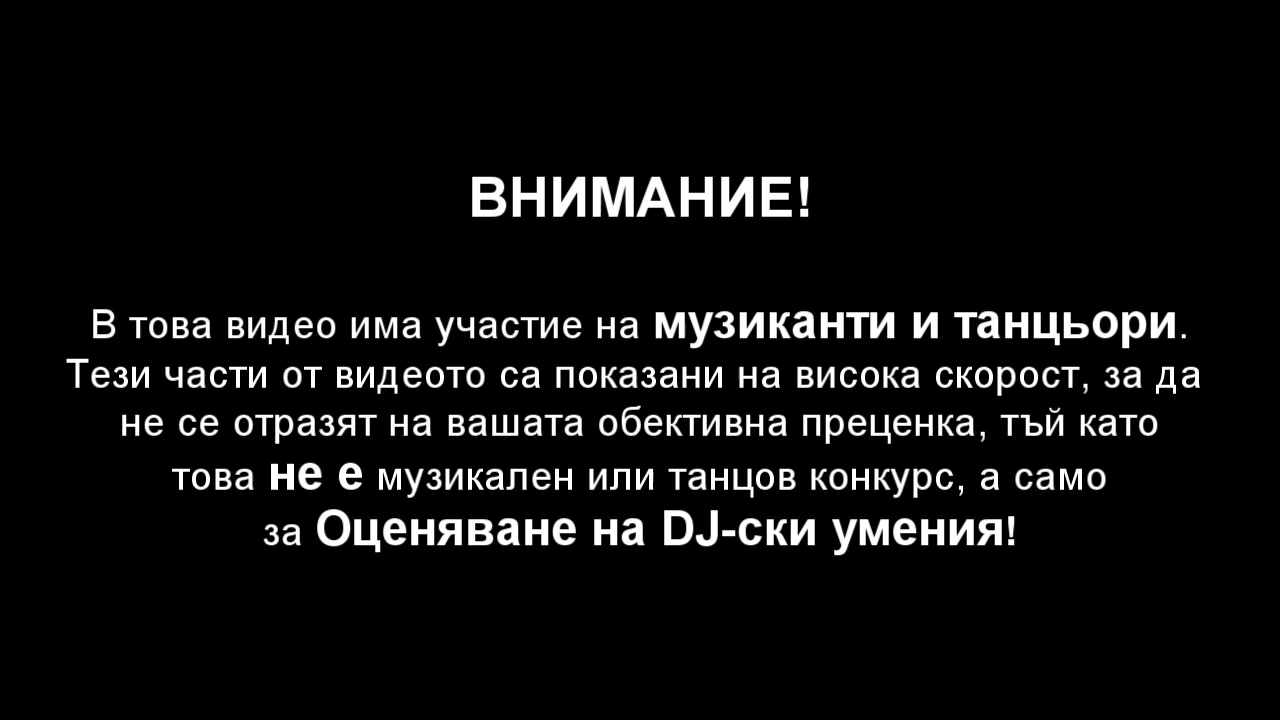 ВНИМАНИЕ!
В това видео има участие на музиканти и танцьори.
Тези части от видеото са показани на висока скорост, за да
не се отразят на вашата обективна преценка, тъй като
това не е музикален или танцов конкурс, а само
за Оценяване на DJ-ски умения!